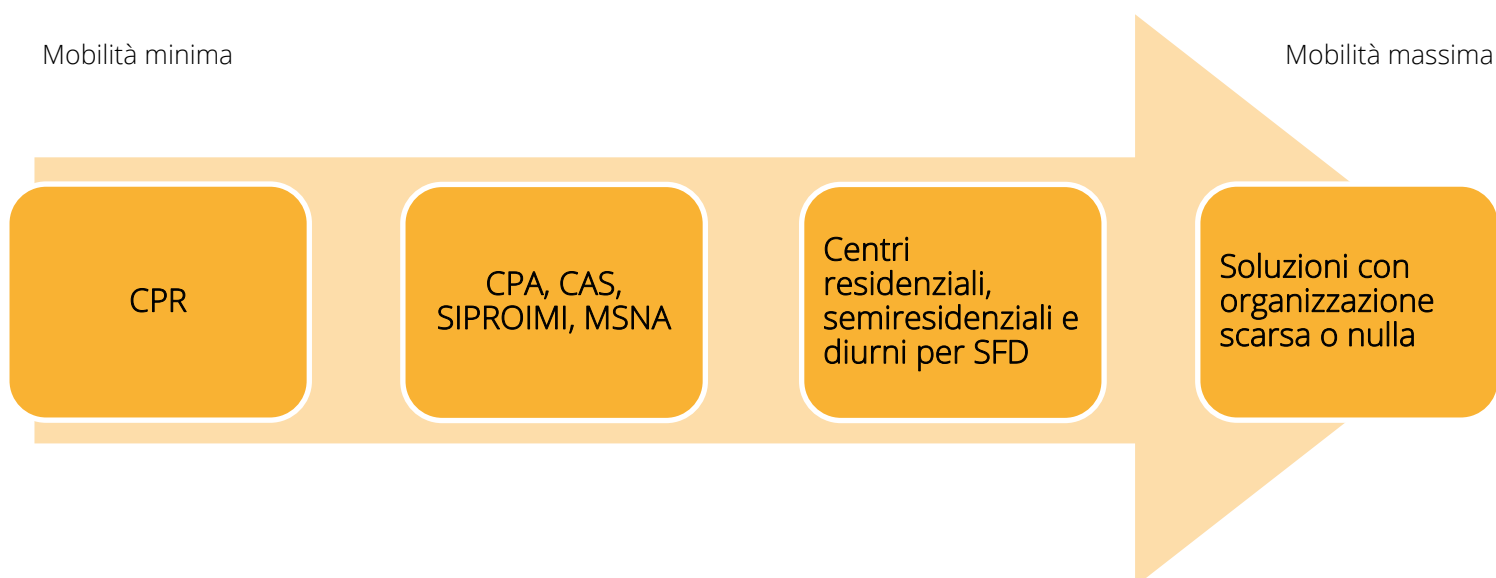 Mobilità minima
Mobilità massima
CPR
CPA, CAS,
SIPROIMI, MSNA
Centri
residenziali,
semiresidenziali e
diurni per SFD
Soluzioni con
organizzazione
scarsa o nulla